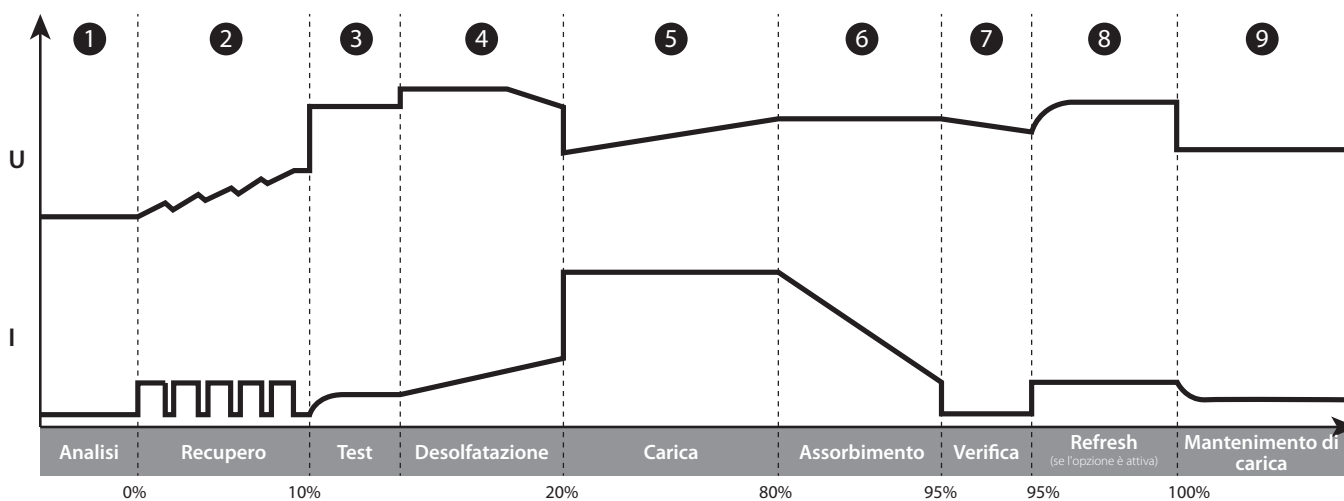 1 2 3 4 5 6 7 8 9
U
I
Analisi Recupero Test Desolfatazione Carica Assorbimento Verifica Refresh Mantenimento di
(se l'opzione è attiva) carica
0% 10% 20% 80% 95% 95% 100%